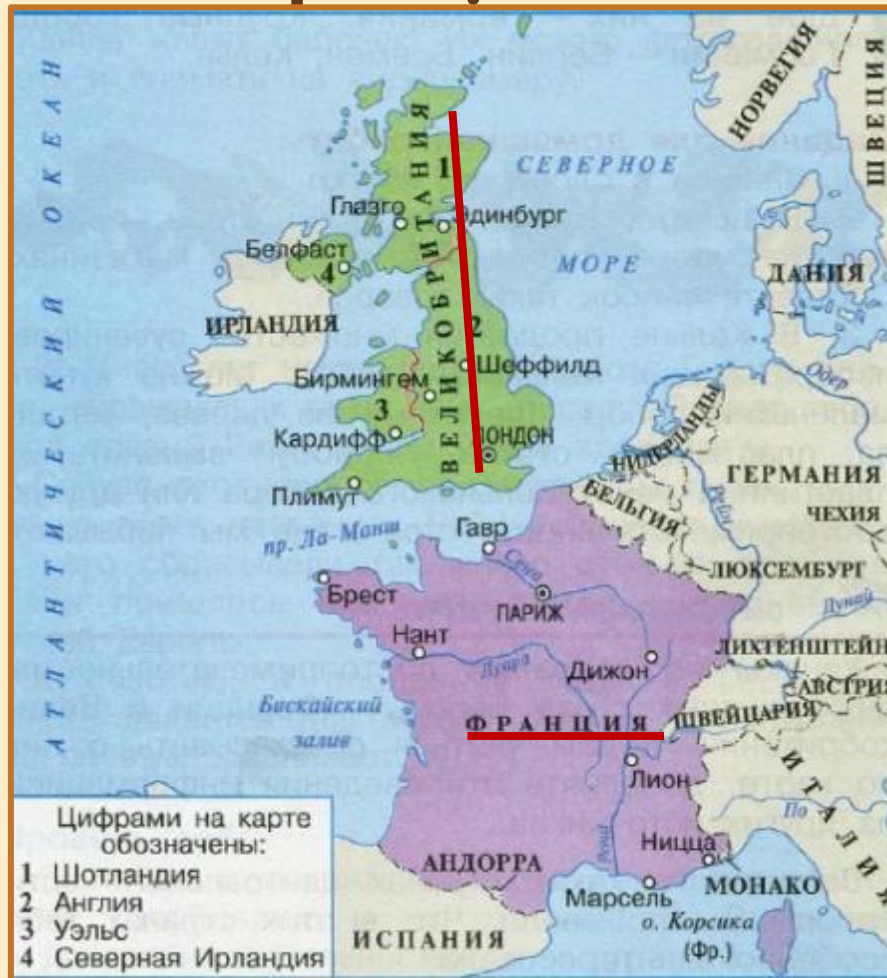 НОРВЕГИЯ
ШВЕЦИЯ
АТЛАНТИЧЕСКИЙ ОКЕАН
ВЕЛИКОБРИТАНИЯ
СЕВЕРНОЕ
МОРЕ
1
Глазго
Эдинбург
Белфаст
4
ДАНИЯ
ИРЛАНДИЯ
2
Шеффилд
Бирмингем
Одер
3
Кардифф
ЛОНДОН
НИДЕРЛАНДЫ
Рейн
ГЕРМАНИЯ
Плимут
БЕЛЬГИЯ
ЧЕХИЯ
Гавр
пр. Ла-Манш
Сена
ЛЮКСЕМБУРГ
Брест
ПАРИЖ
Дунай
Нант
Луара
Дижон
ЛИХТЕНШТЕЙН
АВСТРИЯ
Бискайский
залив
ФРАНЦИЯ
ШВЕЙЦАРИЯ
Лион
ИТАЛИ
По
Рона
Ницца
АНДОРРА
МОНАКО
Марсель
о. Корсика
(Фр.)
ИСПАНИЯ
Цифрами на карте
обозначены:
1 Шотландия
2 Англия
3 Уэльс
4 Северная Ирландия